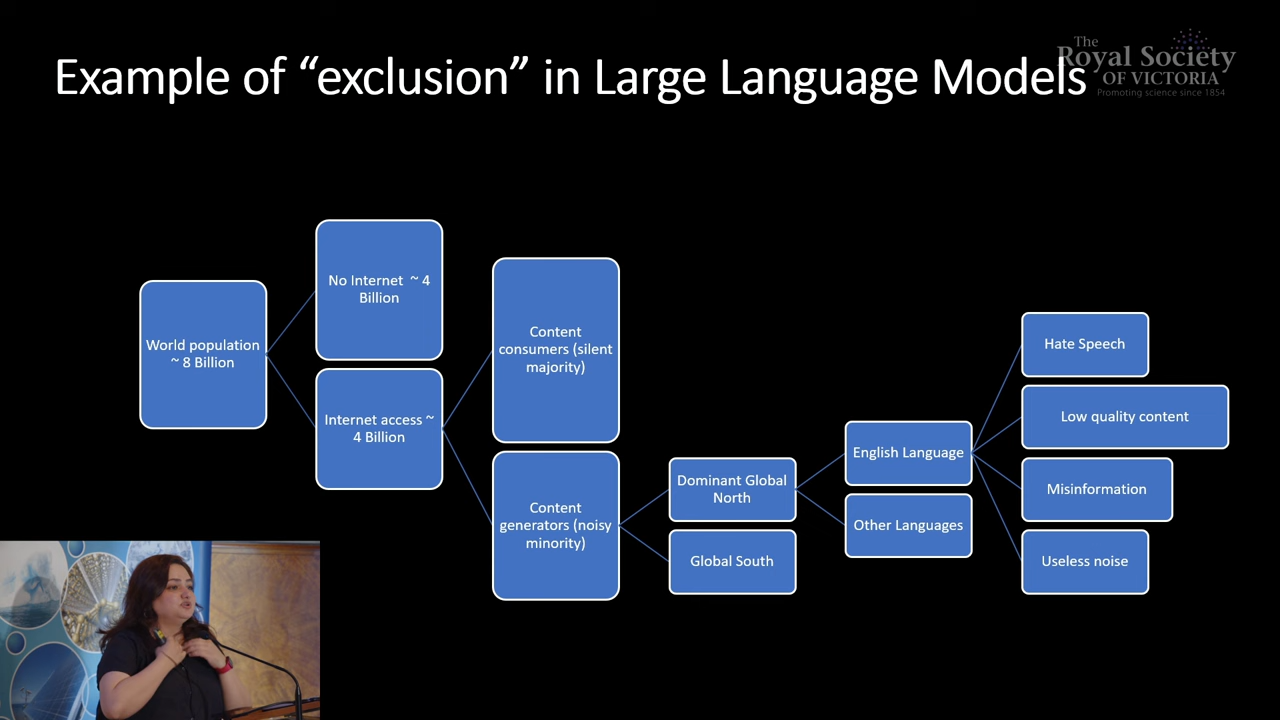 Example of “exclusion” in Large Language Models
The
Royal Society
OF VICTORIA
Promoting science since 1854
World population
~ 8 Billion
No Internet ~ 4
Billion
Internet access ~
4 Billion
Content
consumers (silent
majority)
Content
generators (noisy
minority)
Dominant Global
North
Global South
English Language
Other Languages
Hate Speech
Low quality content
Misinformation
Useless noise